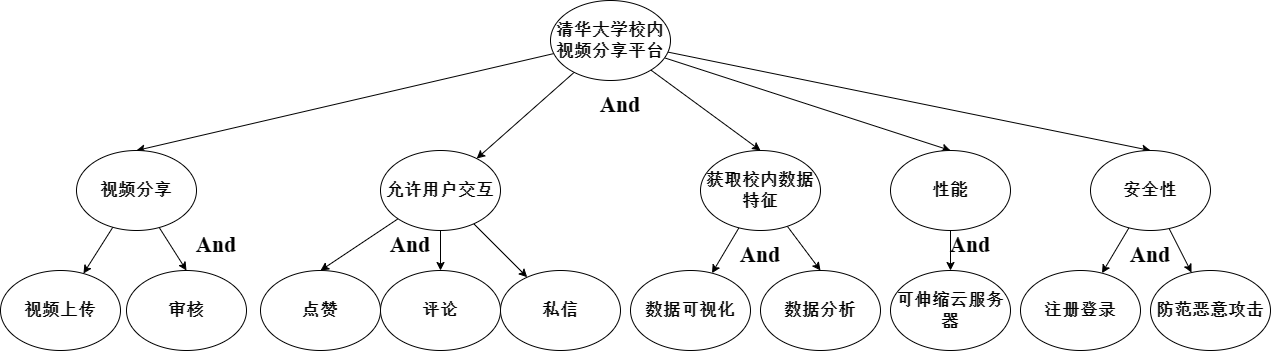 清华大学校内
视频分享平台
And
视频分享
允许用户交互
获取校内数据
特征
性能
安全性
And
And
And
And
And
视频上传
审核
点赞
评论
私信
数据可视化
数据分析
可伸缩云服务
器
注册登录
防范恶意攻击